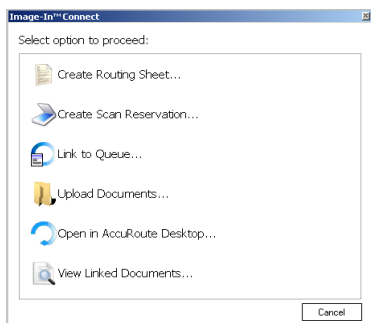 Image-In™ Connect
Select option to proceed:
Create Routing Sheet...
Create Scan Reservation...
Link to Queue...
Upload Documents...
Open in AccuRoute Desktop...
View Linked Documents...
Cancel